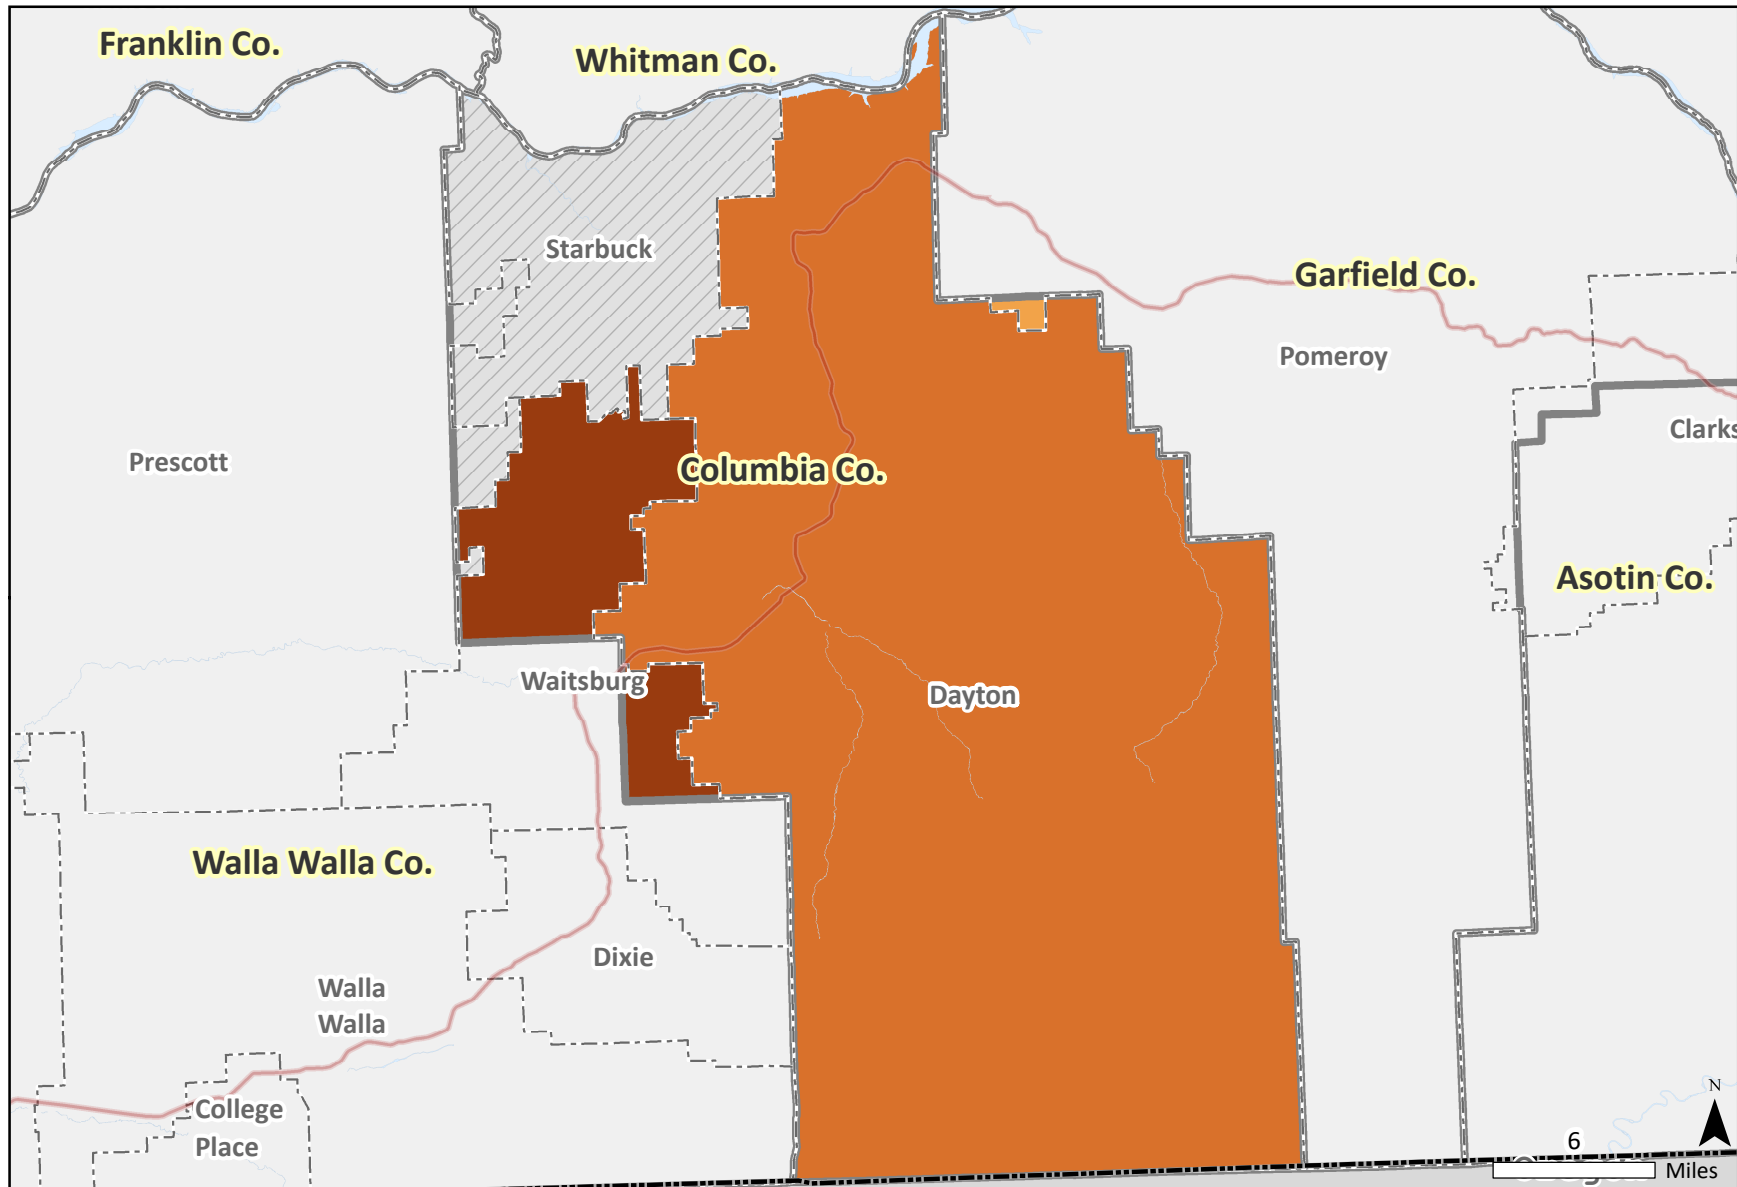 Franklin Co.
Whitman Co.
Starbuck
Garfield Co.
Pomeroy
Clarks
Prescott
Columbia Co.
Asotin Co.
Waitsburg
Dayton
Walla Walla Co.
Dixie
Walla
Walla
College
Place
N
6
Miles